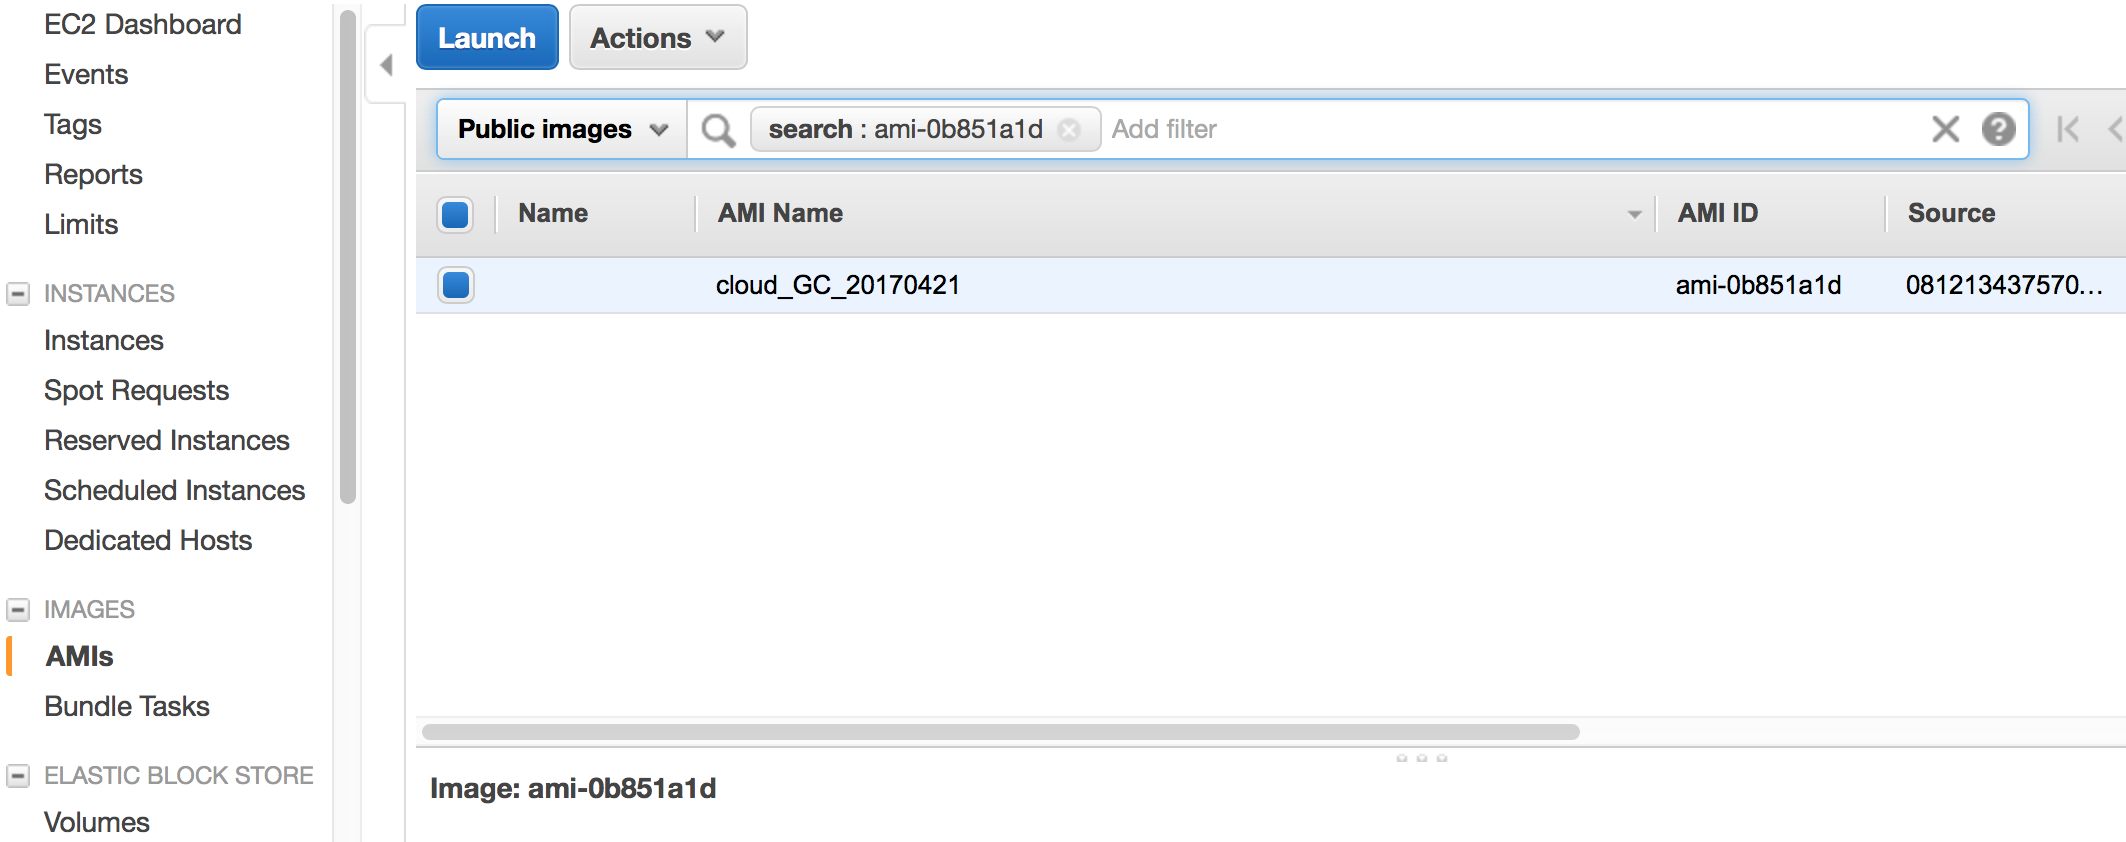 EC2 Dashboard
Events
Tags
Reports
Limits
INSTANCES
Instances
Spot Requests
Reserved Instances
Scheduled Instances
Dedicated Hosts
IMAGES
AMIs
Bundle Tasks
ELASTIC BLOCK STORE
Volumes
Launch Actions
Public images search : ami-0b851a1d Add filter
Name AMI Name AMI ID Source
cloud_GC_20170421 ami-0b851a1d 081213437570...
Image: ami-0b851a1d